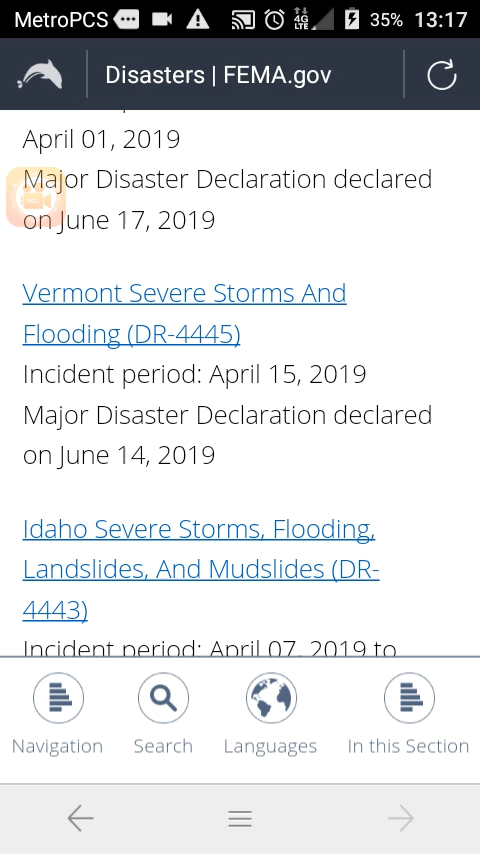 MetroPCS 4G LTE 35% 13:17
Disasters | FEMA.gov
April 01, 2019
Major Disaster Declaration declared
on June 17, 2019
Vermont Severe Storms And
Flooding (DR-4445)
Incident period: April 15, 2019
Major Disaster Declaration declared
on June 14, 2019
Idaho Severe Storms, Flooding,
Landslides, And Mudslides (DR-
4443)
Incident period: April 07, 2019 to
Navigation Search Languages In this Section